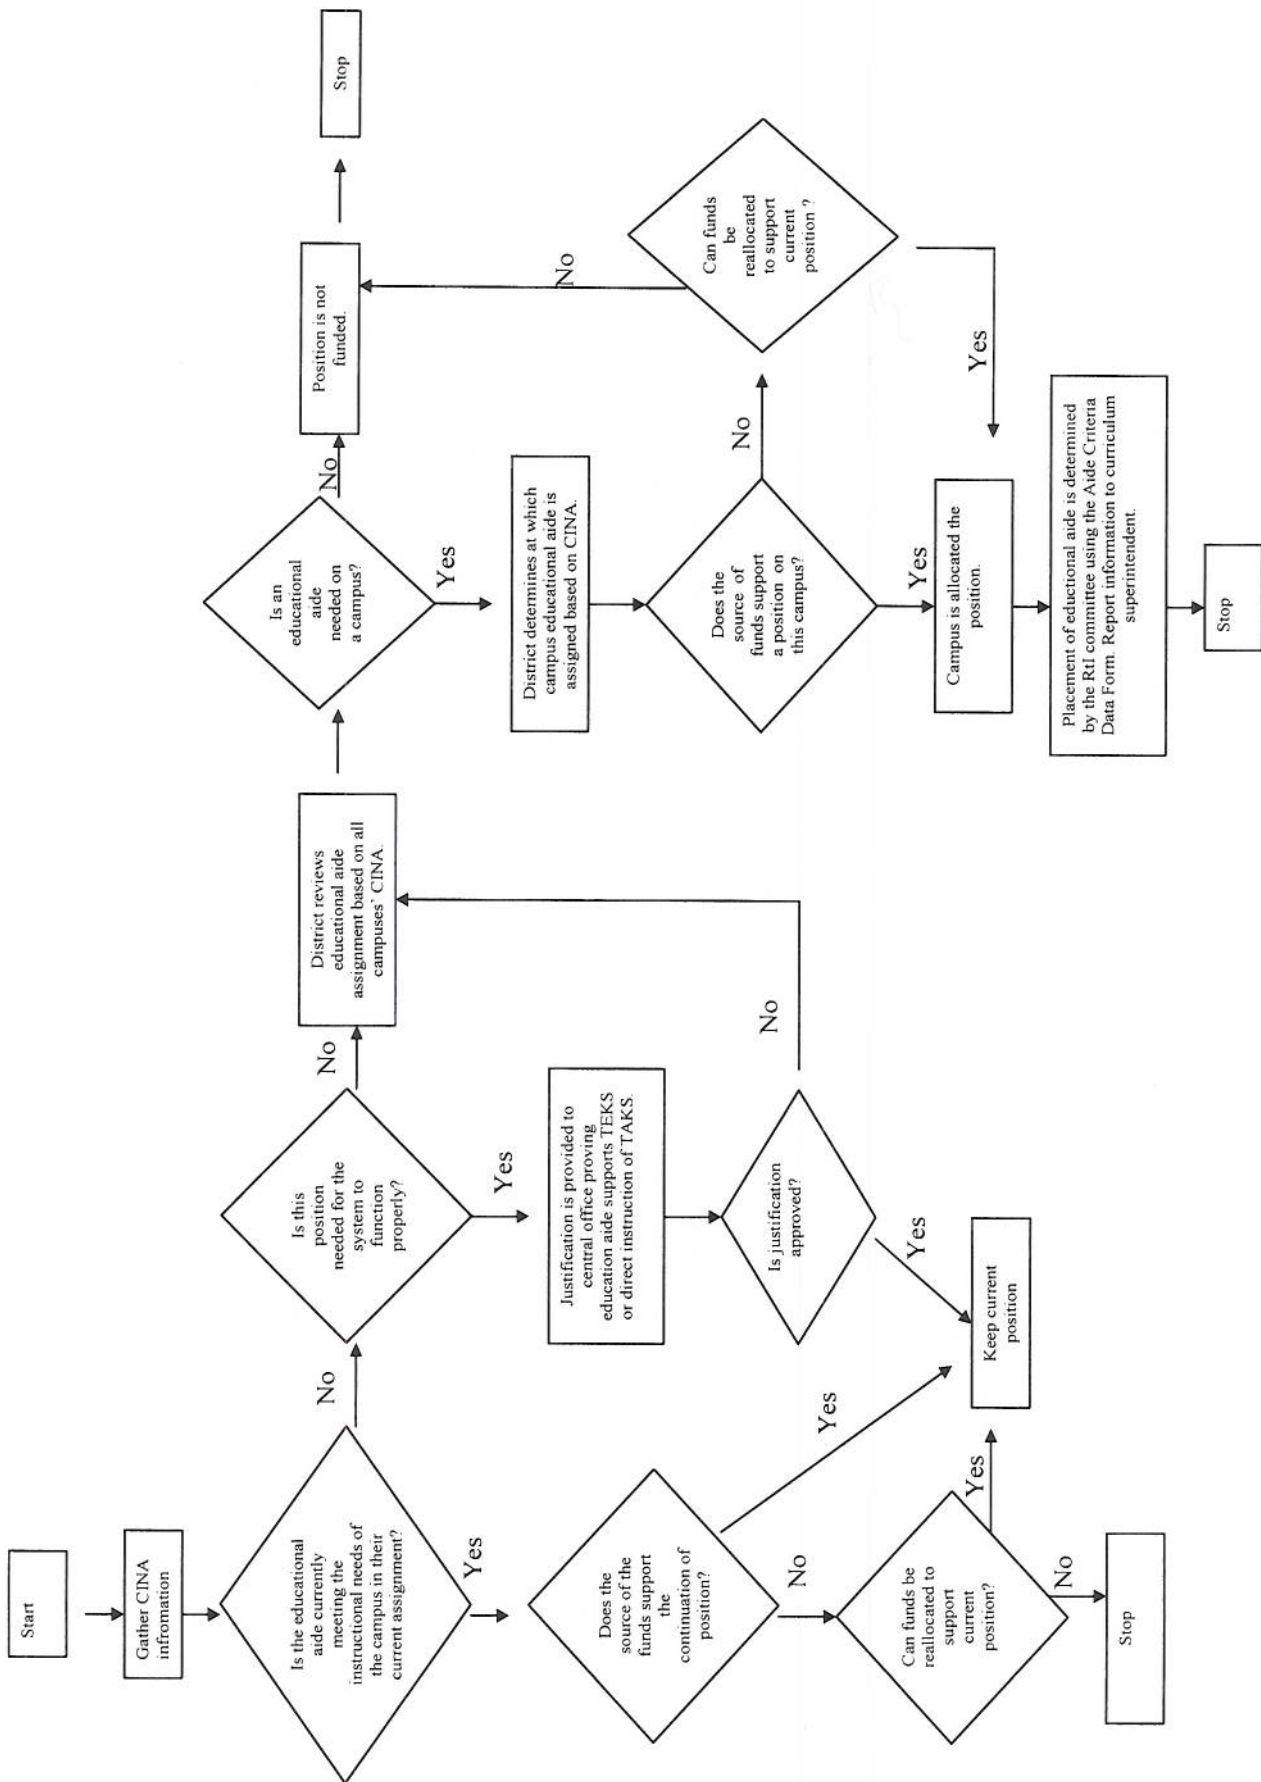 Start
Gather CINA
infromation
Is the educational
aide currently
meeting the
instructional needs of
the campus in their
current assignment?
No
Yes
Does the
source of the
funds support
the
continuation of
position?
Yes
No
Can funds be
reallocated to
support
current
position?
Yes
No
Stop
Is this
position
needed for the
system to
function
properly?
No
Yes
Justification is provided to
central office proving
education aide supports TEKS
or direct instruction of TAKS.
Is justification
approved?
No
Yes
Keep current
position
District reviews
educational aide
assignment based on all
campuses' CINA.
Is an
educational
aide
needed on
a campus?
No
Yes
Position is not
funded.
Stop
District determines at which
campus educational aide is
assigned based on CINA.
Does the
source of
funds support
a position on
this campus?
No
Yes
Can funds
be
reallocated
to support
current
position ?
No
Yes
Campus is allocated the
position.
Placement of eductional aide is determined
by the RtI committee using the Aide Criteria
Data Form. Report information to curriculum
superintendent.
Stop